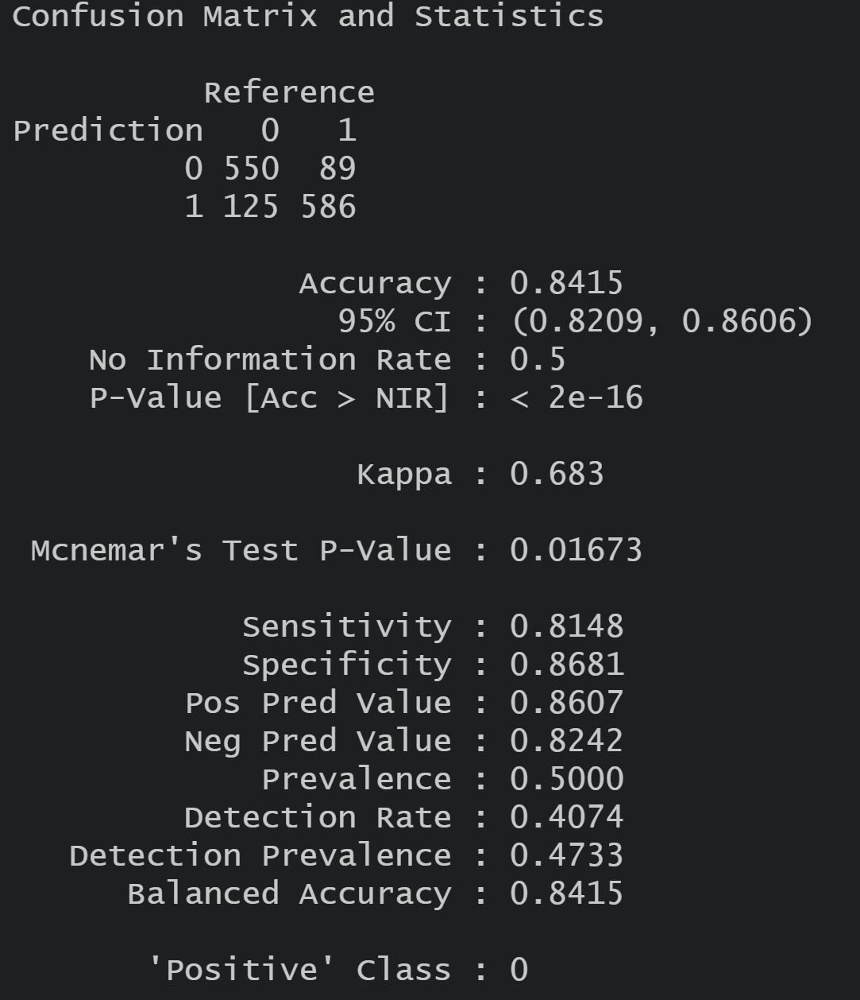 Confusion Matrix and Statistics
Reference
Prediction 0 1
0 550 89
1 125 586
Accuracy : 0.8415
95% CI : (0.8209, 0.8606)
No Information Rate : 0.5
P-Value [Acc > NIR] : < 2e-16
Kappa : 0.683
Mcnemar's Test P-Value : 0.01673
Sensitivity : 0.8148
Specificity : 0.8681
Pos Pred Value : 0.8607
Neg Pred Value : 0.8242
Prevalence : 0.5000
Detection Rate : 0.4074
Detection Prevalence : 0.4733
Balanced Accuracy : 0.8415
'Positive' Class : 0